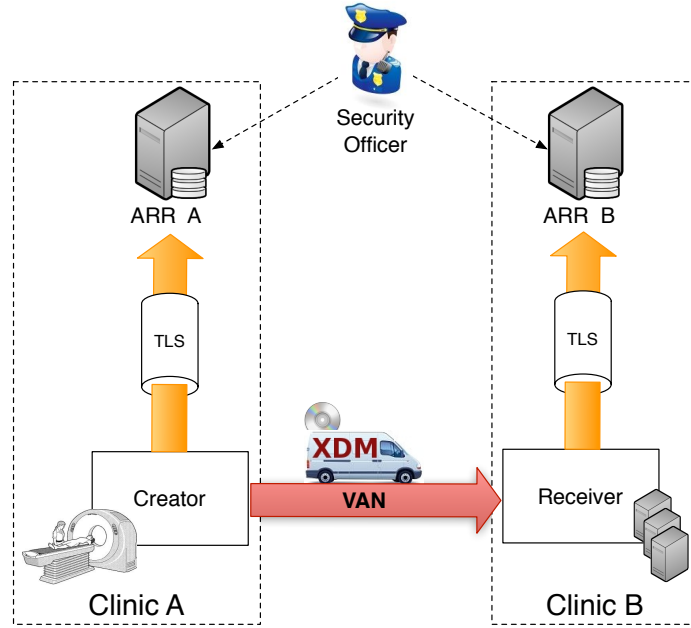 Security
Officer
ARR A
ARR B
TLS
TLS
XDM
Creator
VAN
Receiver
Clinic A
Clinic B